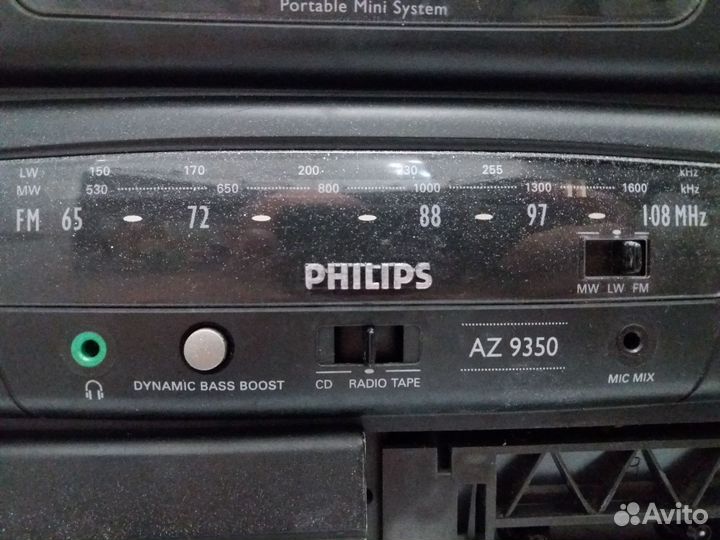 Portable Mini System
LW 150 170 200 230 255 kHz
MW 530 650 800 1000 1300 1600 kHz
FM 65 72 88 97 108 MHz
PHILIPS
MW LW FM
DYNAMIC BASS BOOST
CD RADIO TAPE
AZ 9350
MIC MIX
Avito